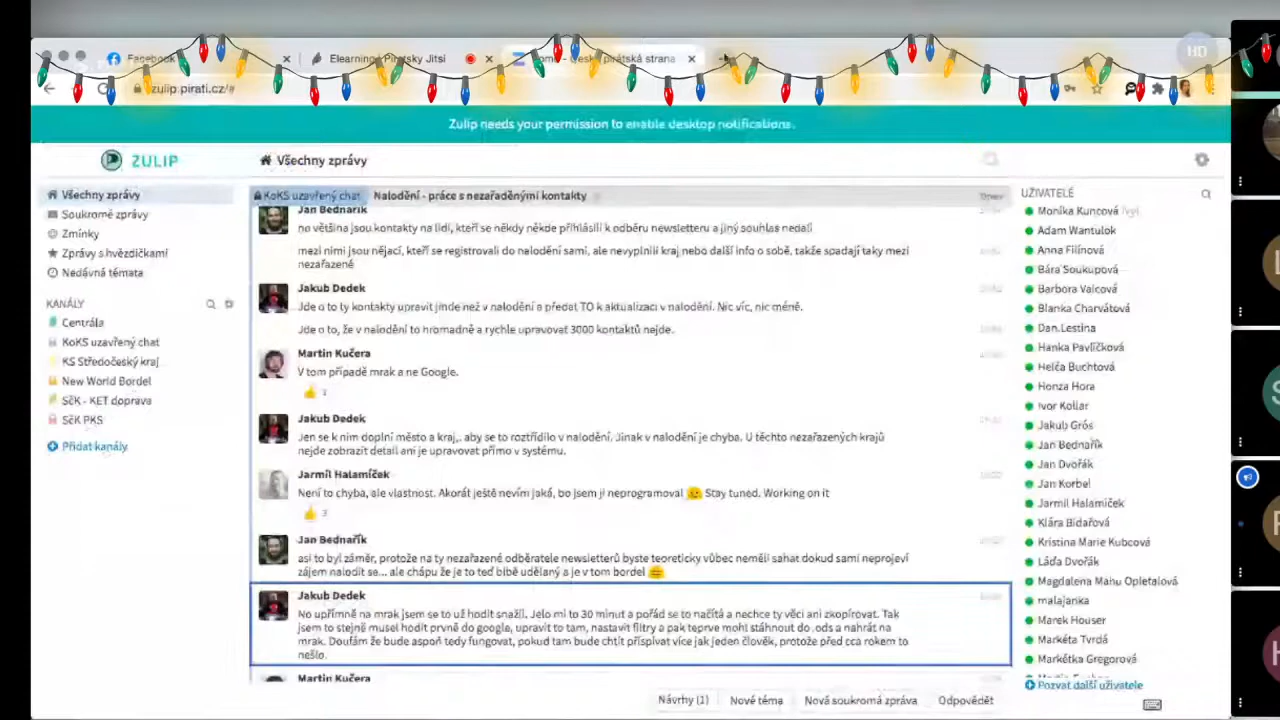 HD
Facebook
Elearning Piratsky Jitsi
pirátská strana
zulip.pirati.cz/#
Zulip needs your permission to enable desktop notifications.
ZULIP
Všechny zprávy
Všechny zprávy
Soukromé zprávy
Zmínky
Zprávy s hvězdičkami
Nedávná témata
KANÁLY
Centrála
KoKS uzavřený chat
KS Středočeský kraj
New World Bordel
SčK - KET doprava
SčK PKS
Přidat kanály
KoKS uzavřený chat
Nalodění - práce s nezařaděnými kontakty
Dnes
Jan Bednařík
no většina jsou kontakty na lidi, kteří se někdy někde přihlásili k odběru newsletteru a jiný souhlas nedali
mezi nimi jsou nějací, kteří se registrovali do nalodění sami, ale nevyplnili kraj nebo další info o sobě, takže spadají taky mezi
nezařazené
Jakub Dedek
Jde o to ty kontakty upravit jinde než v nalodění a předat TO k aktualizaci v nalodění. Nic víc, nic méně.
Jde o to, že v nalodění to hromadně a rychle upravovat 3000 kontaktů nejde.
Martin Kučera
V tom případě mrak a ne Google.
Jakub Dedek
Jen se k nim doplní město a kraj,. aby se to roztřídilo v nalodění. Jinak v nalodění je chyba. U těchto nezařazených krajů
nejde zobrazit detail ani je upravovat přímo v systému.
Jarmil Halamíček
Není to chyba, ale vlastnost. Akorát ještě nevím jaká, bo jsem ji neprogramoval Stay tuned. Working on it
3
Jan Bednařík
asi to byl záměr, protože na ty nezařazené odběratele newsletterů byste teoreticky vůbec neměli sahat dokud sami neprojeví
zájem nalodit se... ale chápu že je to teď blbě udělaný a je v tom bordel
Jakub Dedek
No upřímně na mrak jsem se to už hodit snažil. Jelo mi to 30 minut a pořád se to načítá a nechce ty věci ani zkopírovat. Tak
jsem to stejně musel hodit prvně do google, upravit to tam, nastavit filtry a pak teprve mohl stáhnout do .ods a nahrát na
mrak. Doufám že bude aspoň tedy fungovat, pokud tam bude chtít přispívat více jak jeden člověk, protože před cca rokem to
nešlo.
Martin Kučera
Návrhy (1)
Nové téma
Nová soukromá zpráva
Odpovědět
UŽIVATELÉ
Monika Kuncová (vy)
Adam Wantulok
Anna Filínová
Bára Soukupová
Barbora Valcová
Blanka Charvátová
Dan Lestina
Hanka Pavlíčková
Helča Buchtová
Honza Hora
Ivor Kollar
Jakub Grós
Jan Bednařík
Jan Dvořák
Jan Korbel
Jarmil Halamíček
Klára Bidařová
Kristina Marie Kubcová
Láďa Dvořák
Magdalena Manu Opletalová
malajanka
Marek Houser
Markéta Tvrdá
Markétka Gregorová
Pozvat další uživatele